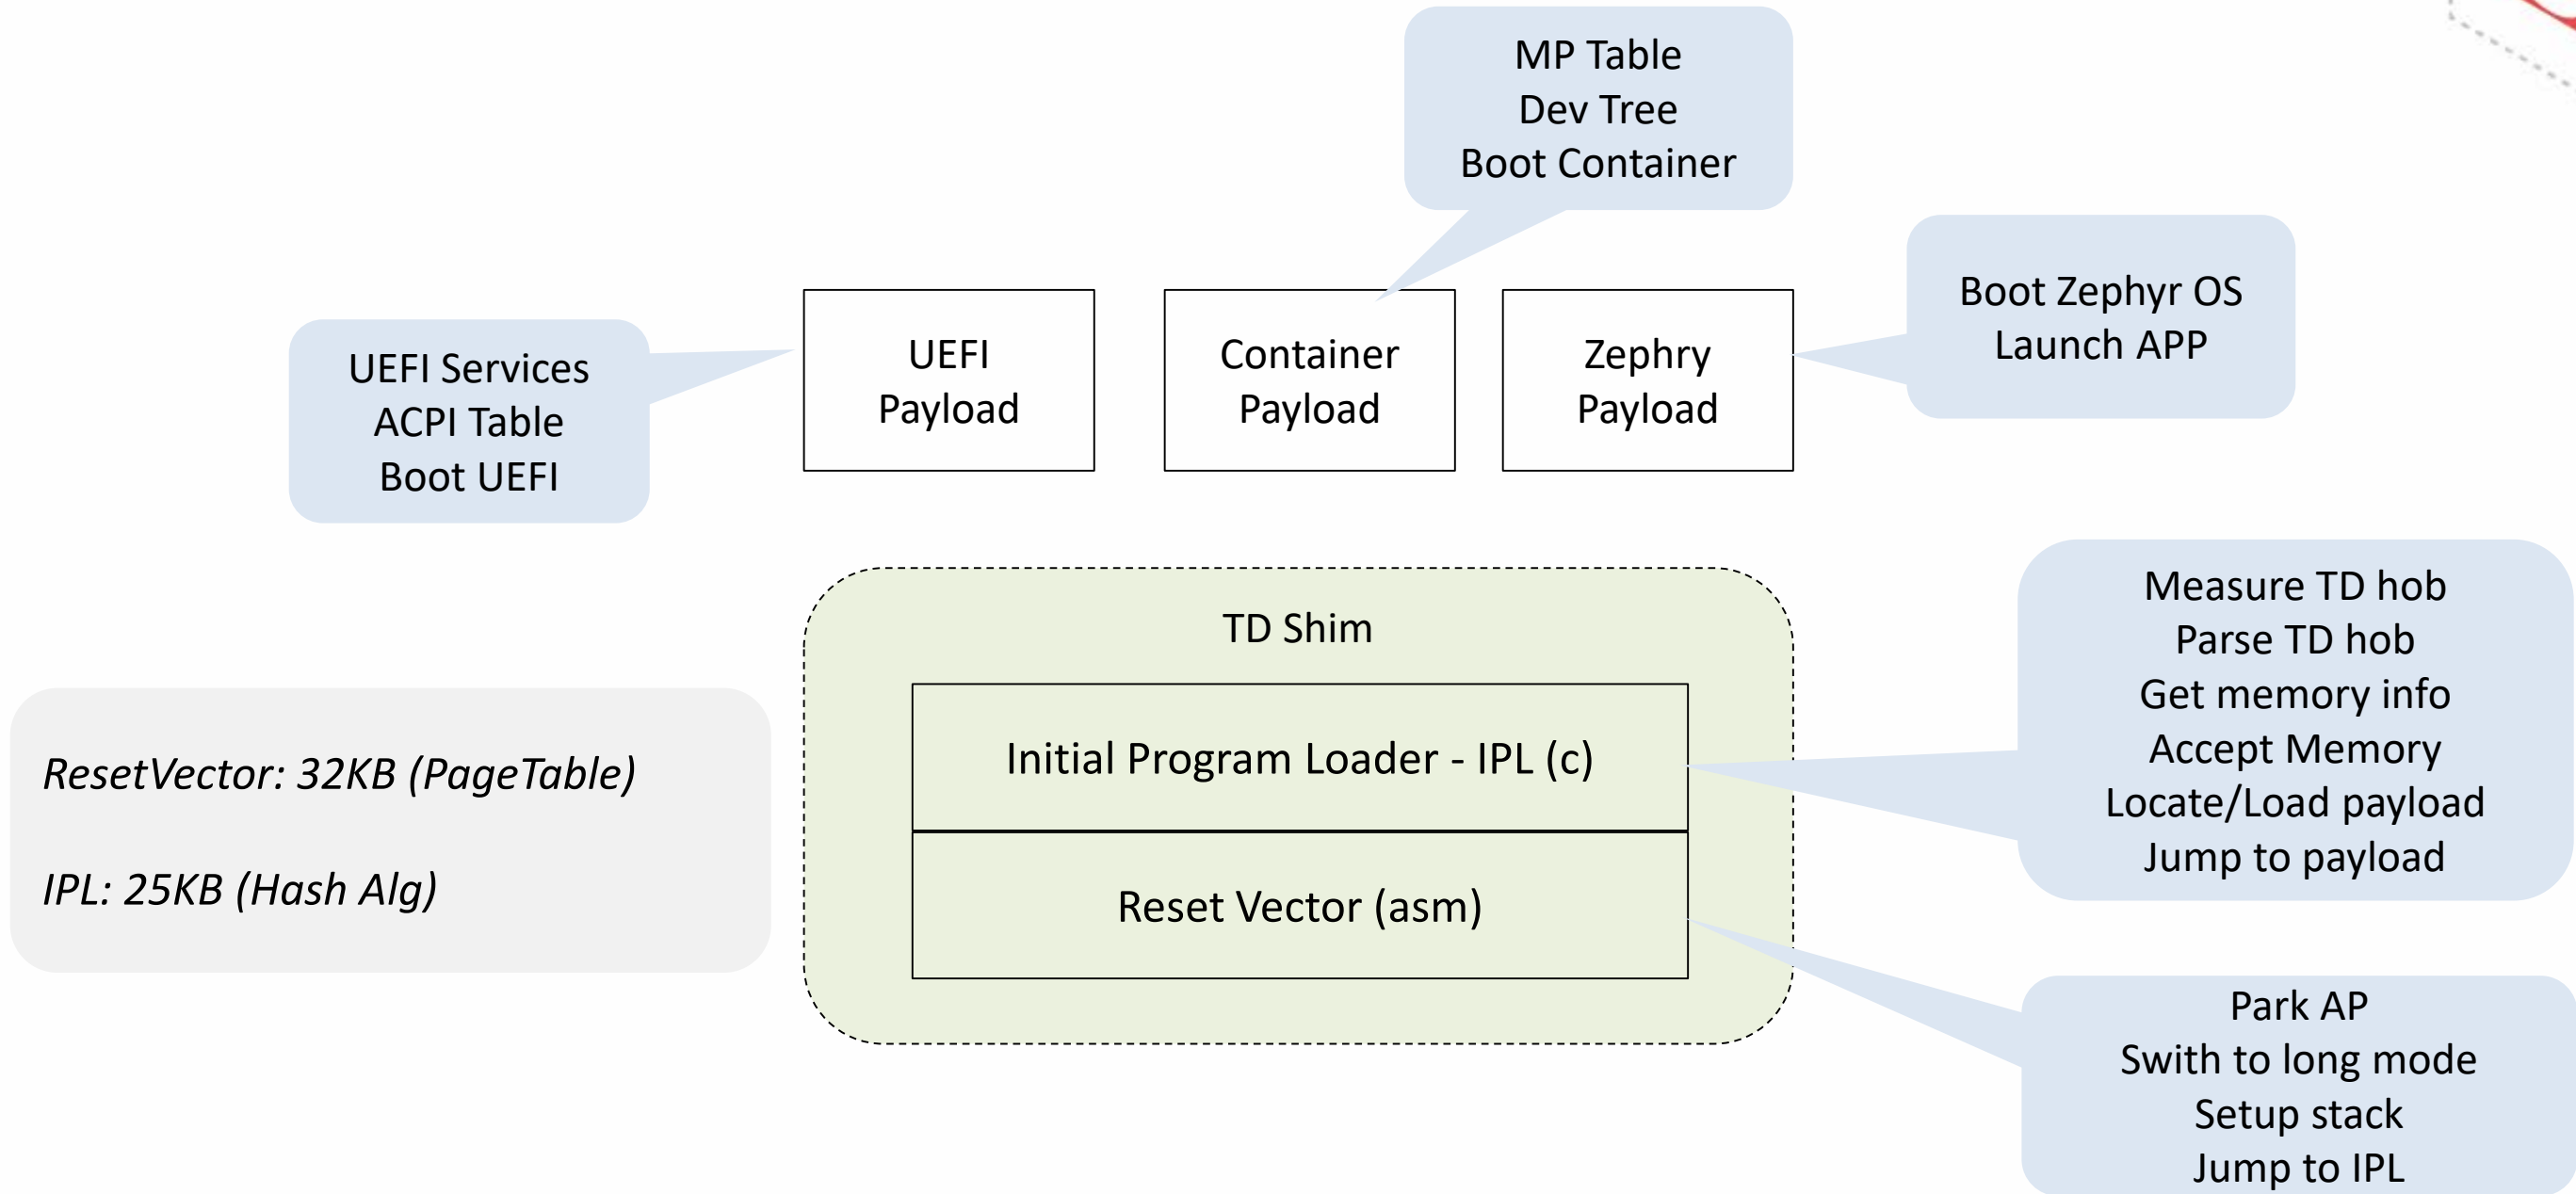 MP Table
Dev Tree
Boot Container
Boot Zephyr OS
Launch APP
UEFI Services
ACPI Table
Boot UEFI
UEFI
Payload
Container
Payload
Zephry
Payload
TD Shim
Initial Program Loader - IPL (c)
Reset Vector (asm)
ResetVector: 32KB (PageTable)
IPL: 25KB (Hash Alg)
Measure TD hob
Parse TD hob
Get memory info
Accept Memory
Locate/Load payload
Jump to payload
Park AP
Swith to long mode
Setup stack
Jump to IPL